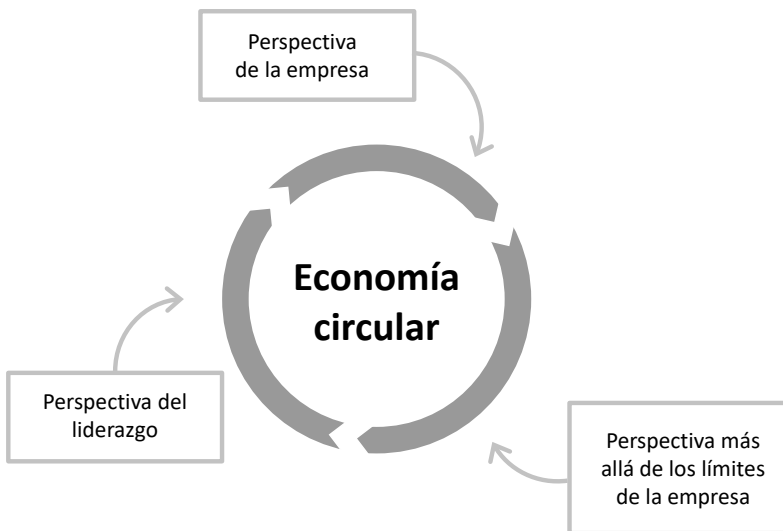 Perspectiva
de la empresa
Economía
circular
Perspectiva del
liderazgo
Perspectiva más
allá de los límites
de la empresa